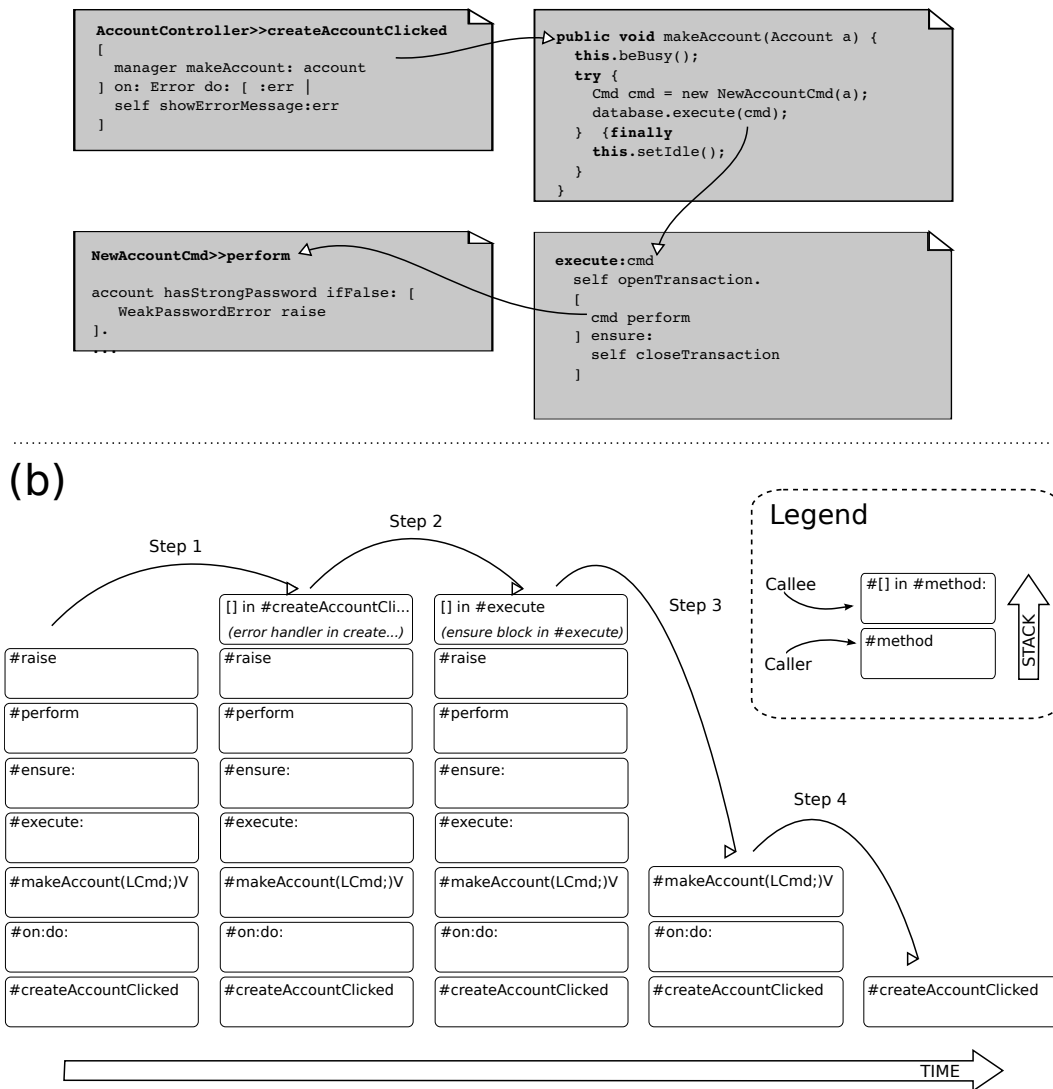 AccountController>>createAccountClicked
[
manager makeAccount: account
] on: Error do: [ :err |
self showErrorMessage:err
]
public void makeAccount(Account a) {
this.beBusy();
try {
Cmd cmd = new NewAccountCmd(a);
database.execute(cmd);
} {finally
this.setIdle();
}
}
NewAccountCmd>>perform
account hasStrongPassword ifFalse: [
WeakPasswordError raise
].
...
execute:cmd
self openTransaction.
[
cmd perform
] ensure:
self closeTransaction
]
(b)
Step 1
Step 2
Step 3
Step 4
Legend
Callee
Caller
#[] in #method:
#method
STACK
#raise
#perform
#ensure:
#execute:
#makeAccount(LCmd;)V
#on:do:
#createAccountClicked
[] in #createAccountCli...
(error handler in create...)
#raise
#perform
#ensure:
#execute:
#makeAccount(LCmd;)V
#on:do:
#createAccountClicked
[] in #execute
(ensure block in #execute)
#raise
#perform
#ensure:
#execute:
#makeAccount(LCmd;)V
#on:do:
#createAccountClicked
#makeAccount(LCmd;)V
#on:do:
#createAccountClicked
#createAccountClicked
TIME